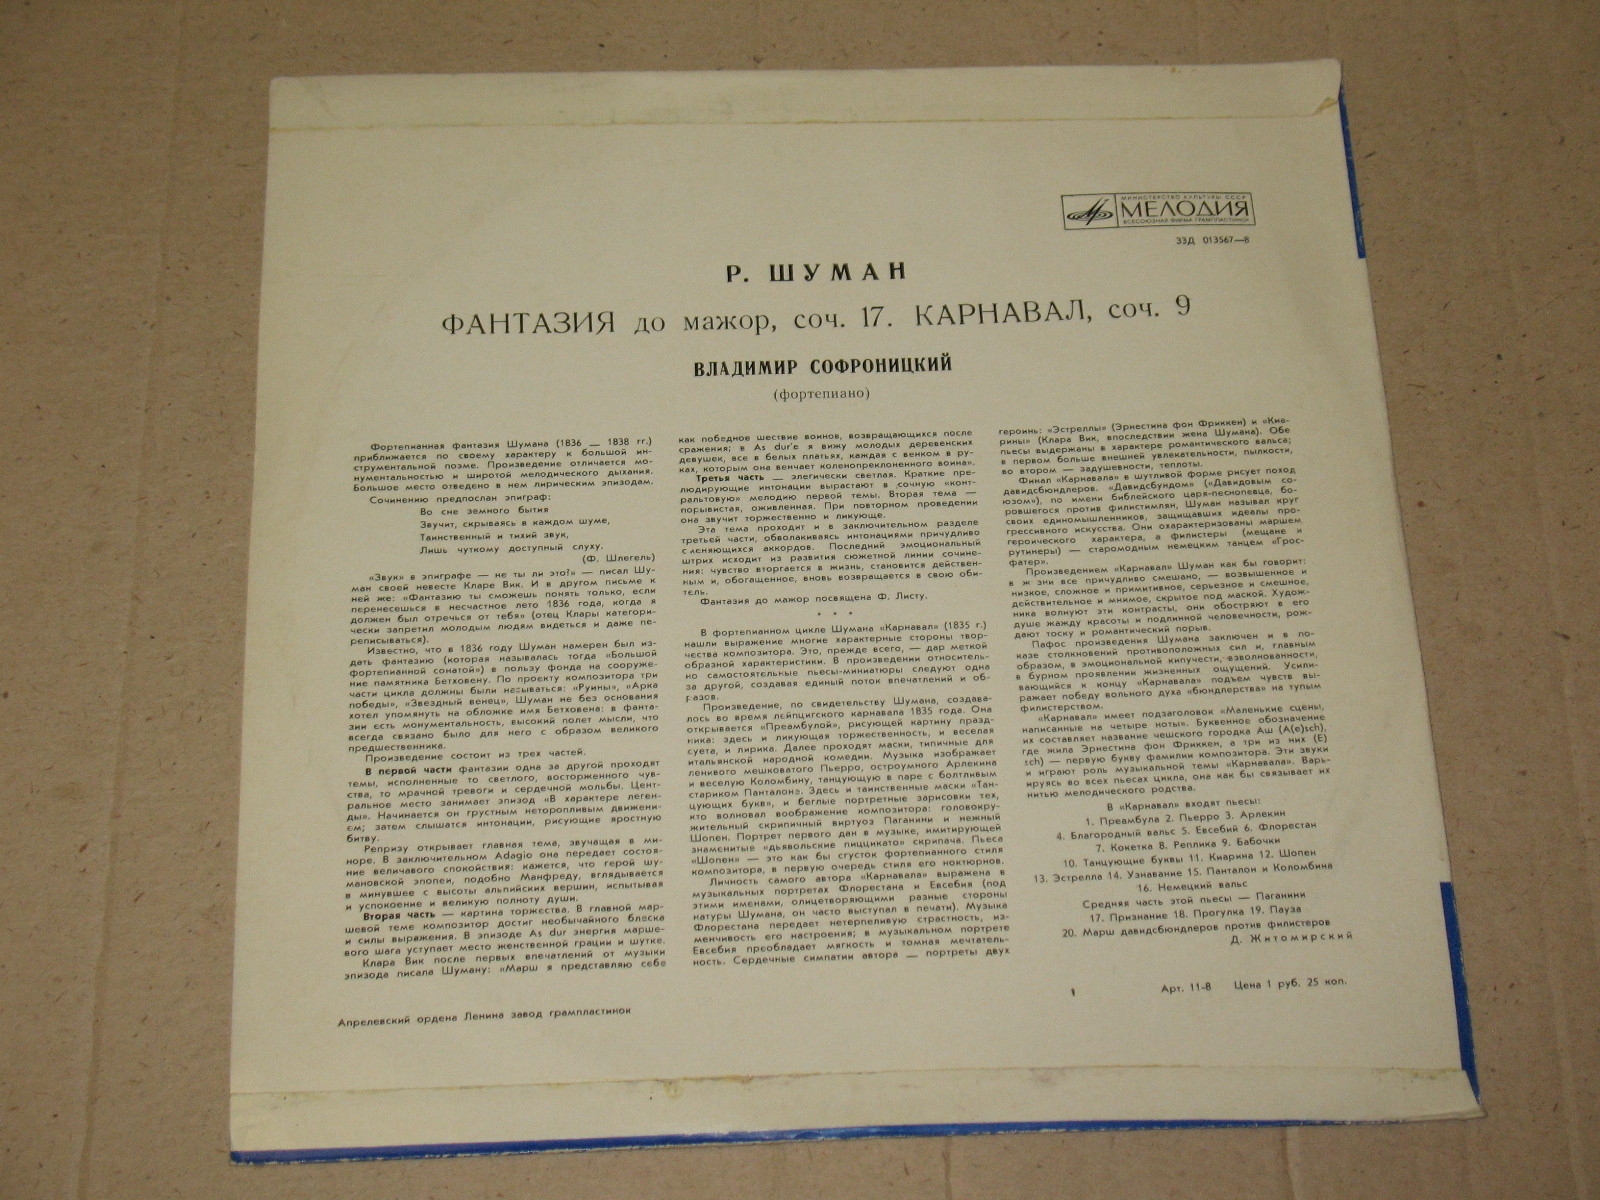 МИНИСТЕРСТВО КУЛЬТУРЫ СССР
МЕЛОДИЯ
ВСЕСОЮЗНАЯ ФИРМА ГРАМПЛАСТИНОК
33Д 013567—8
Р. ШУМАН
ФАНТАЗИЯ до мажор, соч. 17. КАРНАВАЛ, соч. 9
ВЛАДИМИР СОФРОНИЦКИЙ
(фортепиано)
Фортепианная фантазия Шумана (1836 — 1838 гг.)
приближается по своему характеру к большой ин-
струментальной поэме. Произведение отличается мо-
нументальностью и широтой мелодического дыхания.
Большое место отведено в нем лирическим эпизодам.
Сочинению предпослан эпиграф:
Во сне земного бытия
Звучит, скрываясь в каждом шуме,
Таинственный и тихий звук,
Лишь чуткому доступный слуху.
(Ф. Шлегель)
«Звук» в эпиграфе — не ты ли это?» — писал Шу-
ман своей невесте Кларе Вик. И в другом письме к
ней же: «Фантазию ты сможешь понять только, если
перенесешься в несчастное лето 1836 года, когда я
должен был отречься от тебя» (отец Клары категори-
чески запретил молодым людям видеться и даже пе-
реписываться).
Известно, что в 1836 году Шуман намерен был из-
дать фантазию (которая называлась тогда «Большой
фортепианной сонатой») в пользу фонда на сооруже-
ние памятника Бетховену. По проекту композитора три
части цикла должны были называться: «Руины», «Арка
победы», «Звездный венец», Шуман не без основания
хотел упомянуть на обложке имя Бетховена: в фанта-
зии есть монументальность, высокий полет мысли, что
всегда связано было для него с образом великого
предшественника.
Произведение состоит из трех частей.
В первой части фантазии одна за другой проходят
темы, исполненные то светлого, восторженного чув-
ства, то мрачной тревоги и сердечной мольбы. Цент-
ральное место занимает эпизод «В характере леген-
ды». Начинается он грустным неторопливым движени-
ем; затем слышатся интонации, рисующие яростную
битву.
Репризу открывает главная тема, звучащая в ми-
норе. В заключительном Adagio она передает состоя-
ние величавого спокойствия: кажется, что герой шу-
мановской эпопеи, подобно Манфреду, вглядывается
в минувшее с высоты альпийских вершин, испытывая
и успокоение и великую полноту души.
Вторая часть — картина торжества. В главной мар-
шевой теме композитор достиг необычайного блеска
и силы выражения. В эпизоде As dur энергия марше-
вого шага уступает место женственной грации и шутке.
Клара Вик после первых впечатлений от музыки
эпизода писала Шуману: «Марш я представляю себе
как победное шествие воинов, возвращающихся после
сражения; в As dur'е я вижу молодых деревенских
девушек, все в белых платьях, каждая с венком в ру-
ках, которым она венчает коленопреклоненного воина».
Третья часть — элегически светлая. Краткие пре-
людирующие интонации вырастают в сочную «конт-
ральтовую» мелодию первой темы. Вторая тема —
порывистая, оживленная. При повторном проведении
она звучит торжественно и ликующе.
Эта тема проходит и в заключительном разделе
третьей части, обволакиваясь интонациями причудливо
сменяющихся аккордов. Последний эмоциональный
штрих исходит из развития сюжетной линии сочине-
ния: чувство вторгается в жизнь, становится действен-
ным и, обогащенное, вновь возвращается в свою оби-
тель.
Фантазия до мажор посвящена Ф. Листу.
* * *
В фортепианном цикле Шумана «Карнавал» (1835 г.)
нашли выражение многие характерные стороны твор-
чества композитора. Это, прежде всего, — дар меткой
образной характеристики. В произведении относитель-
но самостоятельные пьесы-миниатюры следуют одна
за другой, создавая единый поток впечатлений и об-
разов.
Произведение, по свидетельству Шумана, создава-
лось во время лейпцигского карнавала 1835 года. Она
открывается «Преамбулой», рисующей картину празд-
ника: здесь и ликующая торжественность, и веселая
суета, и лирика. Далее проходят маски, типичные для
итальянской народной комедии. Музыка изображает
ленивого мешковатого Пьерро, остроумного Арлекина
и веселую Коломбину, танцующую в паре с болтливым
стариком Панталоне. Здесь и таинственные маски «Тан-
цующих букв», и беглые портретные зарисовки тех,
кто волновал воображение композитора: головокру-
жительный скрипичный виртуоз Паганини и нежный
Шопен. Портрет первого дан в музыке, имитирующей
знаменитые «дьявольские пиццикато» скрипача. Пьеса
«Шопен» — это как бы сгусток фортепианного стиля
композитора, в первую очередь стиля его ноктюрнов.
Личность самого автора «Карнавала» выражена в
музыкальных портретах Флорестана и Евсебия (под
этими именами, олицетворяющими разные стороны
натуры Шумана, он часто выступал в печати). Музыка
Флорестана передает нетерпеливую страстность, из-
менчивость его настроения; в музыкальном портрете
Евсебия преобладает мягкость и томная мечтатель-
ность. Сердечные симпатии автора — портреты двух
героинь: «Эстреллы» (Эрнестина фон Фриккен) и «Киа-
рины» (Клара Вик, впоследствии жена Шумана). Обе
пьесы выдержаны в характере романтического вальса;
в первом больше внешней увлекательности, пылкости,
во втором — задушевности, теплоты.
Финал «Карнавала» в шутливой форме рисует поход
давидсбюндлеров. «Давидсбундом» («Давидовым со-
юзом»), по имени библейского царя-песнопевца, бо-
ровшегося против филистимлян, Шуман называл круг
своих единомышленников, защищавших идеалы про-
грессивного искусства. Они охарактеризованы маршем
героического характера, а филистеры (мещане и
рутинеры) — старомодным немецким танцем «Грос-
фатер».
Произведением «Карнавал» Шуман как бы говорит:
в жизни все причудливо смешано, — возвышенное и
низкое, сложное и примитивное, серьезное и смешное,
действительное и мнимое, скрытое под маской. Худож-
ника волнуют эти контрасты, они обостряют в его
душе жажду красоты и подлинной человечности, рож-
дают тоску и романтический порыв.
Пафос произведения Шумана заключен и в по-
казе столкновений противоположных сил и, главным
образом, в эмоциональной кипучести, взволнованности,
в бурном проявлении жизненных ощущений. Усили-
вающийся к концу «Карнавала» подъем чувств вы-
ражает победу вольного духа «бюндлерства» на тупым
филистерством.
«Карнавал» имеет подзаголовок «Маленькие сцены,
написанные на четыре ноты». Буквенное обозначение
их составляет название чешского городка Аш (A(e)sch),
где жила Эрнестина фон Фриккен, а три из них (E)
sch) — первую букву фамилии композитора. Эти звуки
и играют роль музыкальной темы «Карнавала». Варь-
ируясь во всех пьесах цикла, она как бы связывает их
нитью мелодического родства.
В «Карнавал» входят пьесы:
1. Преамбула 2. Пьерро 3. Арлекин
4. Благородный вальс 5. Евсебий 6. Флорестан
7. Кокетка 8. Реплика 9. Бабочки
10. Танцующие буквы 11. Киарина 12. Шопен
13. Эстрелла 14. Узнавание 15. Панталон и Коломбина
16. Немецкий вальс
Средняя часть этой пьесы — Паганини
17. Признание 18. Прогулка 19. Пауза
20. Марш давидсбюндлеров против филистеров
Д. Житомирский
Арт. 11-8 Цена 1 руб. 25 коп.
Апрелевский ордена Ленина завод грампластинок